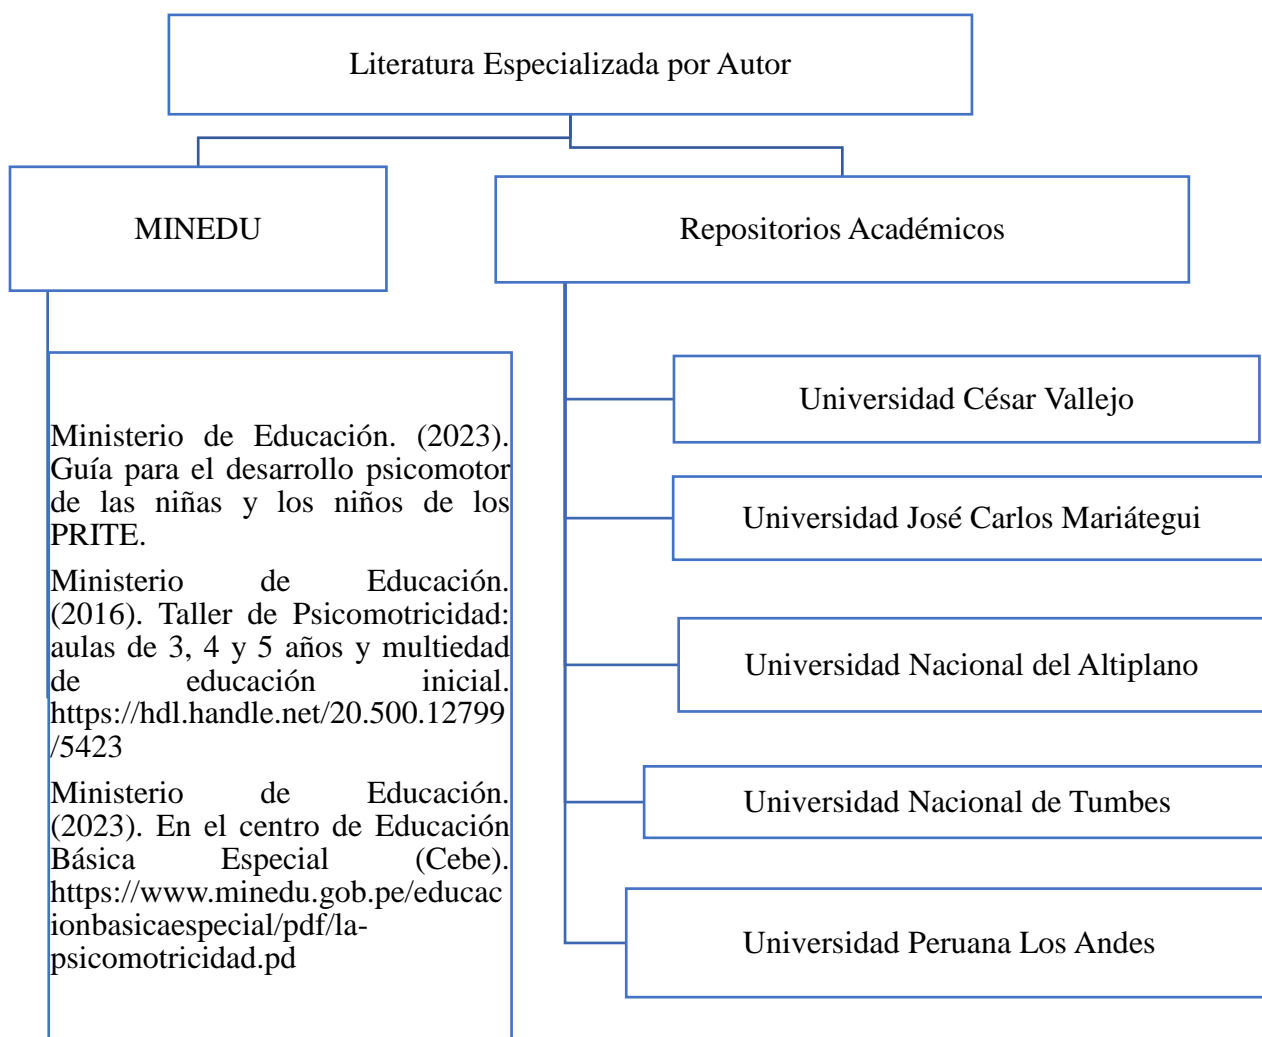 Literatura Especializada por Autor
MINEDU
Repositorios Académicos
Ministerio de Educación. (2023).
Guía para el desarrollo psicomotor
de las niñas y los niños de los
PRITE.
Ministerio de Educación.
(2016). Taller de Psicomotricidad:
aulas de 3, 4 y 5 años y multiedad
de educación inicial.
https://hdl.handle.net/20.500.12799
/5423
Ministerio de Educación.
(2023). En el centro de Educación
Básica Especial (Cebe).
https://www.minedu.gob.pe/educac
ionbasicaespecial/pdf/la-
psicomotricidad.pd
Universidad César Vallejo
Universidad José Carlos Mariátegui
Universidad Nacional del Altiplano
Universidad Nacional de Tumbes
Universidad Peruana Los Andes